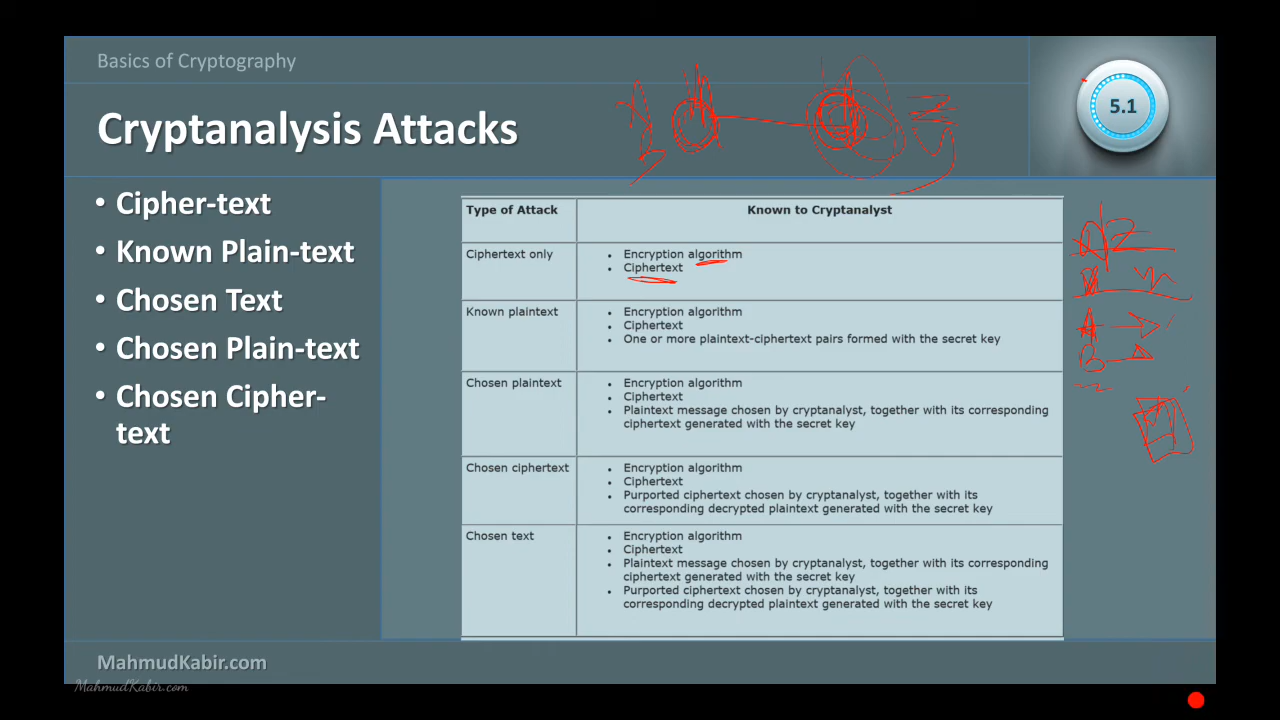 Basics of Cryptography
5.1
Cryptanalysis Attacks
• Cipher-text
• Known Plain-text
• Chosen Text
• Chosen Plain-text
• Chosen Cipher-
text
Type of Attack Known to Cryptanalyst
Ciphertext only
• Encryption algorithm
• Ciphertext
Known plaintext
• Encryption algorithm
• Ciphertext
• One or more plaintext-ciphertext pairs formed with the secret key
Chosen plaintext
• Encryption algorithm
• Ciphertext
• Plaintext message chosen by cryptanalyst, together with its corresponding
ciphertext generated with the secret key
Chosen ciphertext
• Encryption algorithm
• Ciphertext
• Purported ciphertext chosen by cryptanalyst, together with its
corresponding decrypted plaintext generated with the secret key
Chosen text
• Encryption algorithm
• Ciphertext
• Plaintext message chosen by cryptanalyst, together with its corresponding
ciphertext generated with the secret key
• Purported ciphertext chosen by cryptanalyst, together with its
corresponding decrypted plaintext generated with the secret key
A
B
MahmudKabir.com
MahmudKabir.com